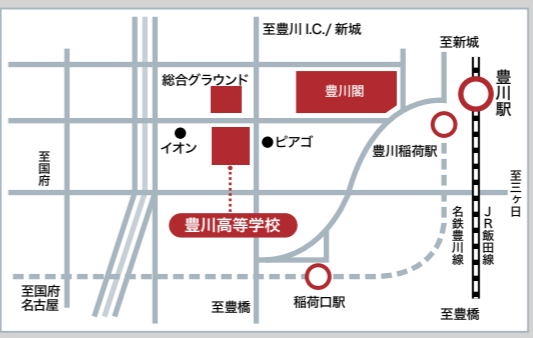 至豊川I.C./新城
至新城
総合グラウンド
豊川閣
豊川駅
イオン
ピアゴ
豊川稲荷駅
至国府
至三ヶ日
豊川高等学校
名鉄豊川線
JR飯田線
至国府
名古屋
至豊橋
稲荷口駅
至豊橋